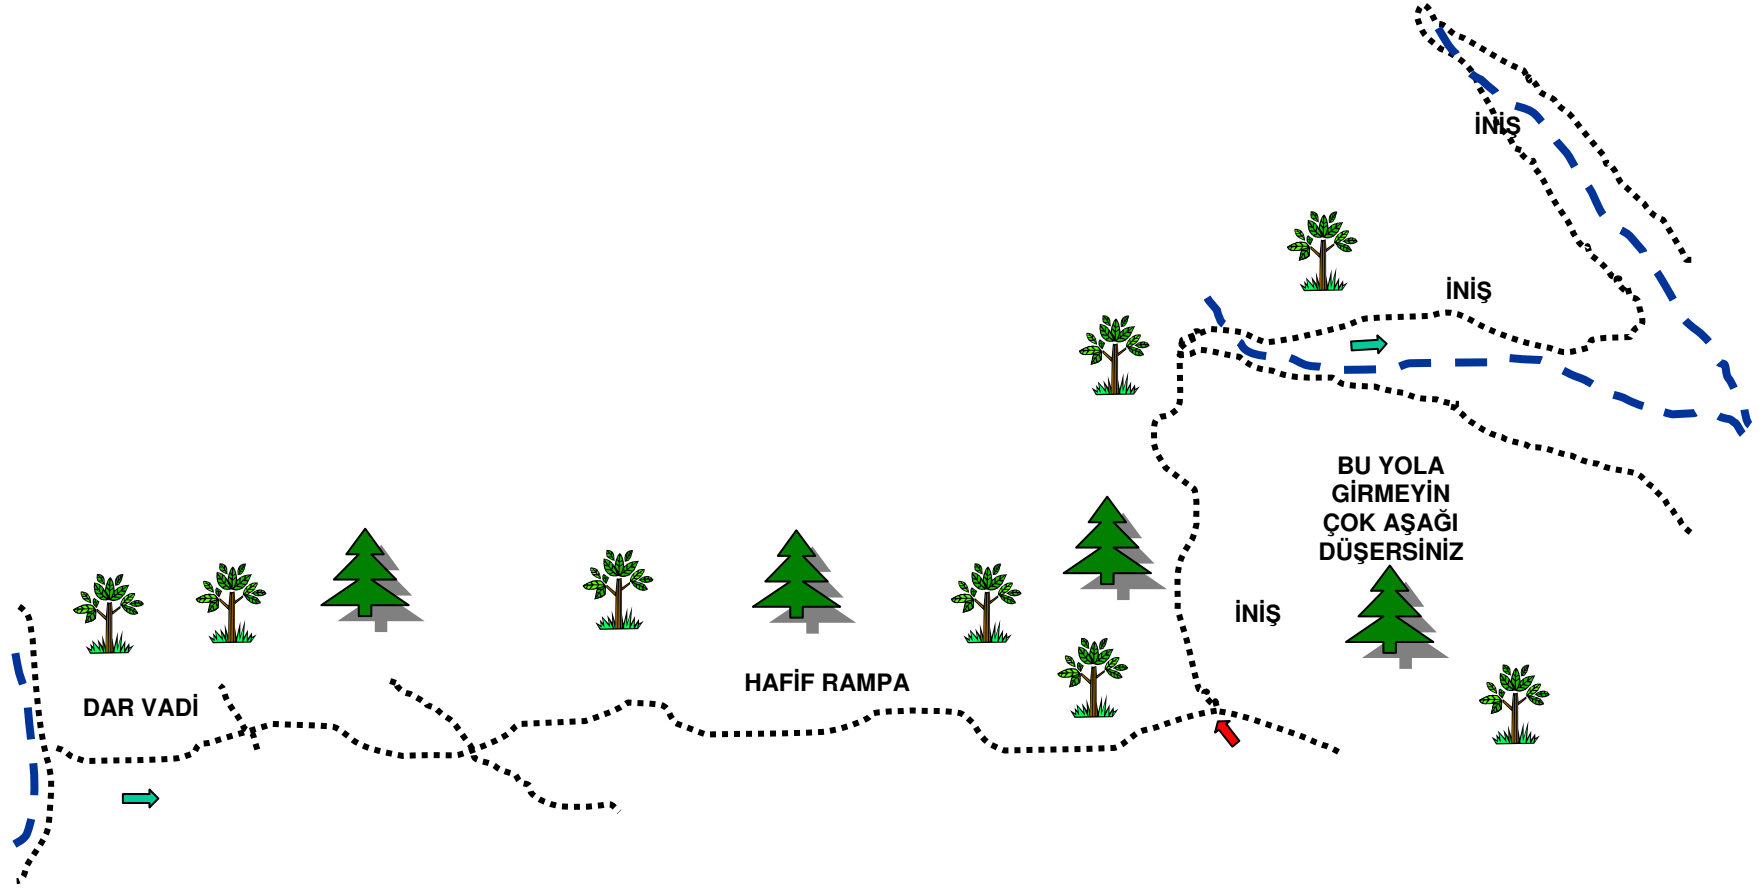 İNİŞ
İNİŞ
BU YOLA
GİRMEYİN
ÇOK AŞAĞI
DÜŞERSİNİZ
İNİŞ
HAFİF RAMPA
DAR VADİ